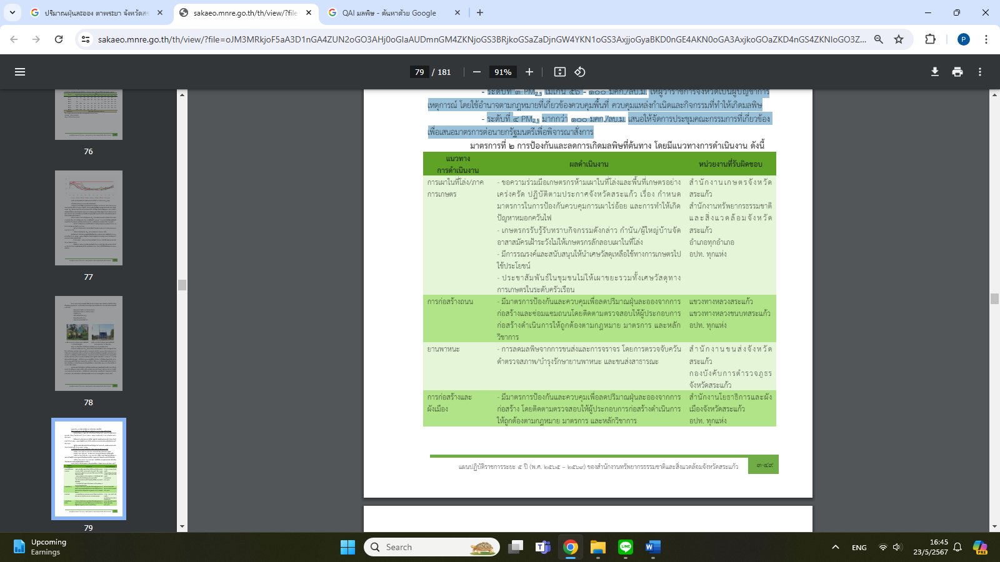 ปริมาณฝุ่นละออง ตาพระยา จังหวัดสร
sakaeo.mnre.go.th/th/view/?file
QAI มลพิษ - ค้นหาด้วย Google
sakaeo.mnre.go.th/th/view/?file=oJM3MRkjoF5aA3D1nGA4ZUN2oGO3AHj0oGIaAUDmnGM4ZKNjoGS3BRjkoGSaZaDjnGW4YKN1oGS3AxjjoGyaBKD0nGE4AKN0oGA3AxjkoGOaZKD4nGS4ZKNloGO3Z...
P
79 / 181
91%
76
77
78
79
- ระดับที่ ๓ PM2.5 ไม่เกิน ๕๖ - ๑๐๐ มคก./ลบ.ม. ให้ผู้ว่าราชการจังหวัดเป็นผู้บัญชาการ
เหตุการณ์ โดยใช้อำนาจตามกฎหมายที่เกี่ยวข้องควบคุมพื้นที่ ควบคุมแหล่งกำเนิดและกิจกรรมที่ทำให้เกิดมลพิษ
- ระดับที่ ๔ PM2.5 มากกว่า ๑๐๐ มคก./ลบ.ม. เสนอให้จัดการประชุมคณะกรรมการที่เกี่ยวข้อง
เพื่อเสนอมาตรการต่อนายกรัฐมนตรีเพื่อพิจารณาสั่งการ
มาตรการที่ ๒ การป้องกันและลดการเกิดมลพิษที่ต้นทาง โดยมีแนวทางการดำเนินงาน ดังนี้
แนวทาง
การดำเนินงาน
ผลดำเนินงาน
หน่วยงานที่รับผิดชอบ
การเผาในที่โล่ง/ภาค
การเกษตร
- ขอความร่วมมือเกษตรกรห้ามเผาในที่โล่งและพื้นที่เกษตรอย่าง
เคร่งครัด ปฏิบัติตามประกาศจังหวัดสระแก้ว เรื่อง กำหนด
มาตรการในการป้องกันควบคุมการเผาไร่อ้อย และการทำให้เกิด
ปัญหาหมอกควันไฟ
- เกษตรกรรับรู้รับทราบกิจกรรมดังกล่าว กำนัน/ผู้ใหญ่บ้านจัด
อาสาสมัครเฝ้าระวังไม่ให้เกษตรกรลักลอบเผาในที่โล่ง
- มีการรณรงค์และสนับสนุนให้นำเศษวัสดุเหลือใช้ทางการเกษตรไป
ใช้ประโยชน์
- ประชาสัมพันธ์ในชุมชนไม่ให้เผาขยะรวมทั้งเศษวัสดุทาง
การเกษตรในระดับครัวเรือน
สำนักงานเกษตรจังหวัด
สระแก้ว
สำนักงานทรัพยากรธรรมชาติ
และสิ่งแวดล้อมจังหวัด
สระแก้ว
อำเภอทุกอำเภอ
อปท. ทุกแห่ง
การก่อสร้างถนน
- มีมาตรการป้องกันและควบคุมเพื่อลดปริมาณฝุ่นละอองจากการ
ก่อสร้างและซ่อมแซมถนนโดยติดตามตรวจสอบให้ผู้ประกอบการ
ก่อสร้างดำเนินการให้ถูกต้องตามกฎหมาย มาตรการ และหลัก
วิชาการ
แขวงทางหลวงสระแก้ว
แขวงทางหลวงชนบทสระแก้ว
อปท. ทุกแห่ง
ยานพาหนะ
- การลดมลพิษจากการขนส่งและการจราจร โดยการตรวจจับควัน
ดำตรวจสภาพ/บำรุงรักษายานพาหนะ และขนส่งสาธารณะ
สำนักงานขนส่งจังหวัด
สระแก้ว
กองบังคับการตำรวจภูธร
จังหวัดสระแก้ว
การก่อสร้างและ
ผังเมือง
- มีมาตรการป้องกันและควบคุมเพื่อลดปริมาณฝุ่นละอองจากการ
ก่อสร้าง โดยติดตามตรวจสอบให้ผู้ประกอบการก่อสร้างดำเนินการ
ให้ถูกต้องตามกฎหมาย มาตรการ และหลักวิชาการ
สำนักงานโยธาธิการและผัง
เมืองจังหวัดสระแก้ว
อปท. ทุกแห่ง
แผนปฏิบัติราชการระยะ ๕ ปี (พ.ศ. ๒๕๖๕ – ๒๕๖๙) ของสำนักงานทรัพยากรธรรมชาติและสิ่งแวดล้อมจังหวัดสระแก้ว
๓-๔๙
Upcoming
Earnings
Search
ENG
16:45
23/5/2567
PRE